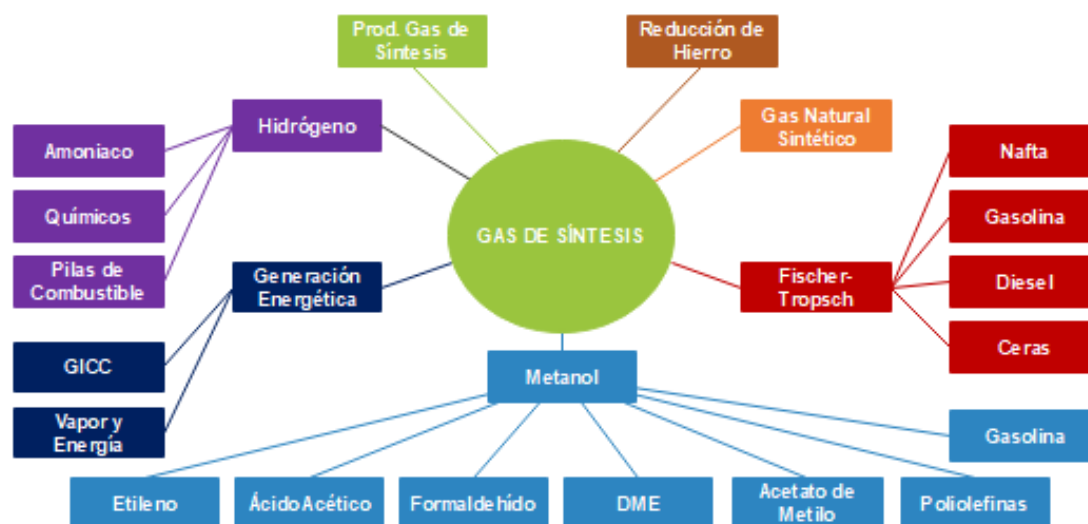 Prod. Gas de
Síntesis
Reducción de
Hierro
Hidrógeno
Gas Natural
Sintético
Amoniaco
Químicos
Pilas de
Combustible
Nafta
Gasolina
Diesel
Ceras
GAS DE SÍNTESIS
Generación
Energética
Fischer-
Tropsch
GICC
Vapor y
Energía
Metanol
Gasolina
Etileno
Ácido Acético
Formaldehído
DME
Acetato de
Metilo
Poliolefinas